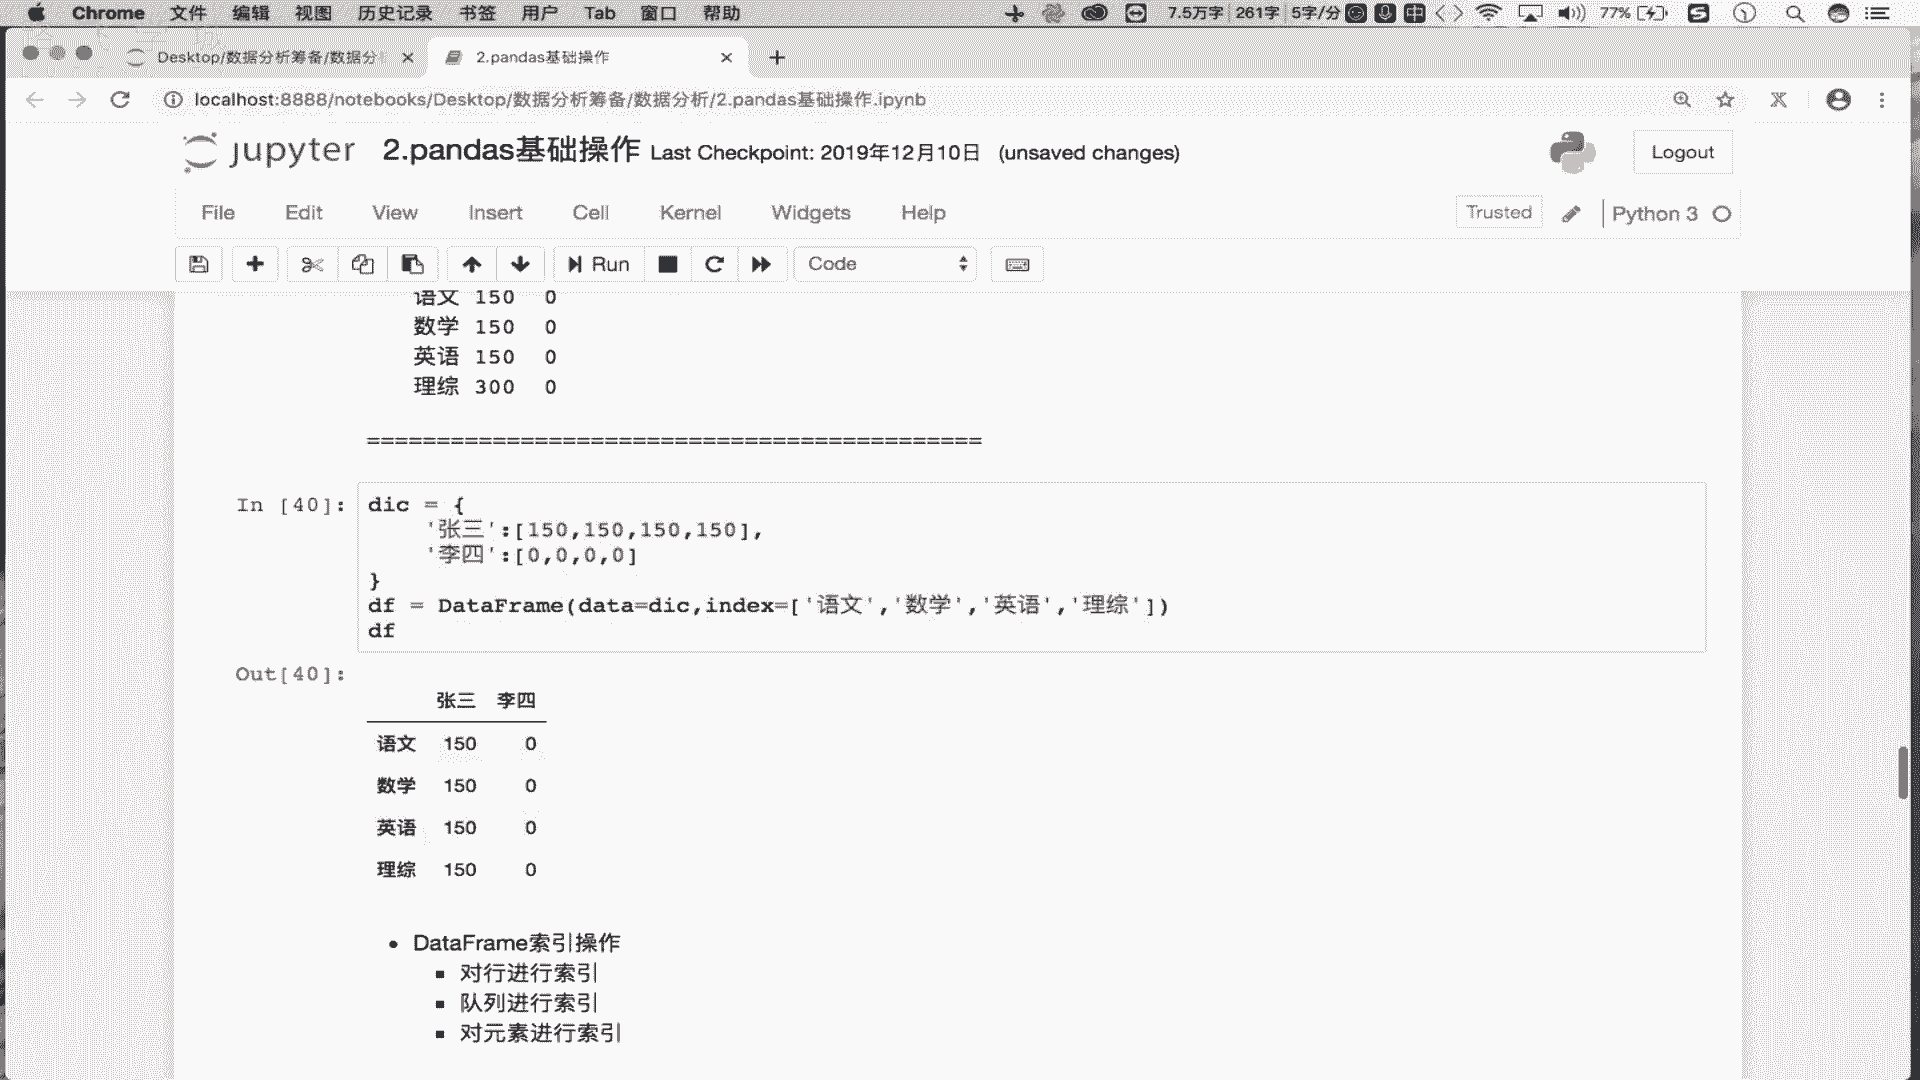 Chrome 文件 编辑 视图 历史记录 书签 用户 Tab 窗口 帮助 7.5万字 261字 5字/分 中 77%
Desktop/数据分析筹备/数据分 2.pandas基础操作
localhost:8888/notebooks/Desktop/数据分析筹备/数据分析/2.pandas基础操作.ipynb
jupyter 2.pandas基础操作 Last Checkpoint: 2019年12月10日 (unsaved changes) Logout
File Edit View Insert Cell Kernel Widgets Help Trusted Python 3
Run Code
语文 150 0
数学 150 0
英语 150 0
理综 300 0
============================================
In [40]: dic = {
'张三':[150,150,150,150],
'李四':[0,0,0,0]
}
df = DataFrame(data=dic,index=['语文','数学','英语','理综'])
df
Out[40]:
张三 李四
语文 150 0
数学 150 0
英语 150 0
理综 150 0
DataFrame索引操作
对行进行索引
队列进行索引
对元素进行索引